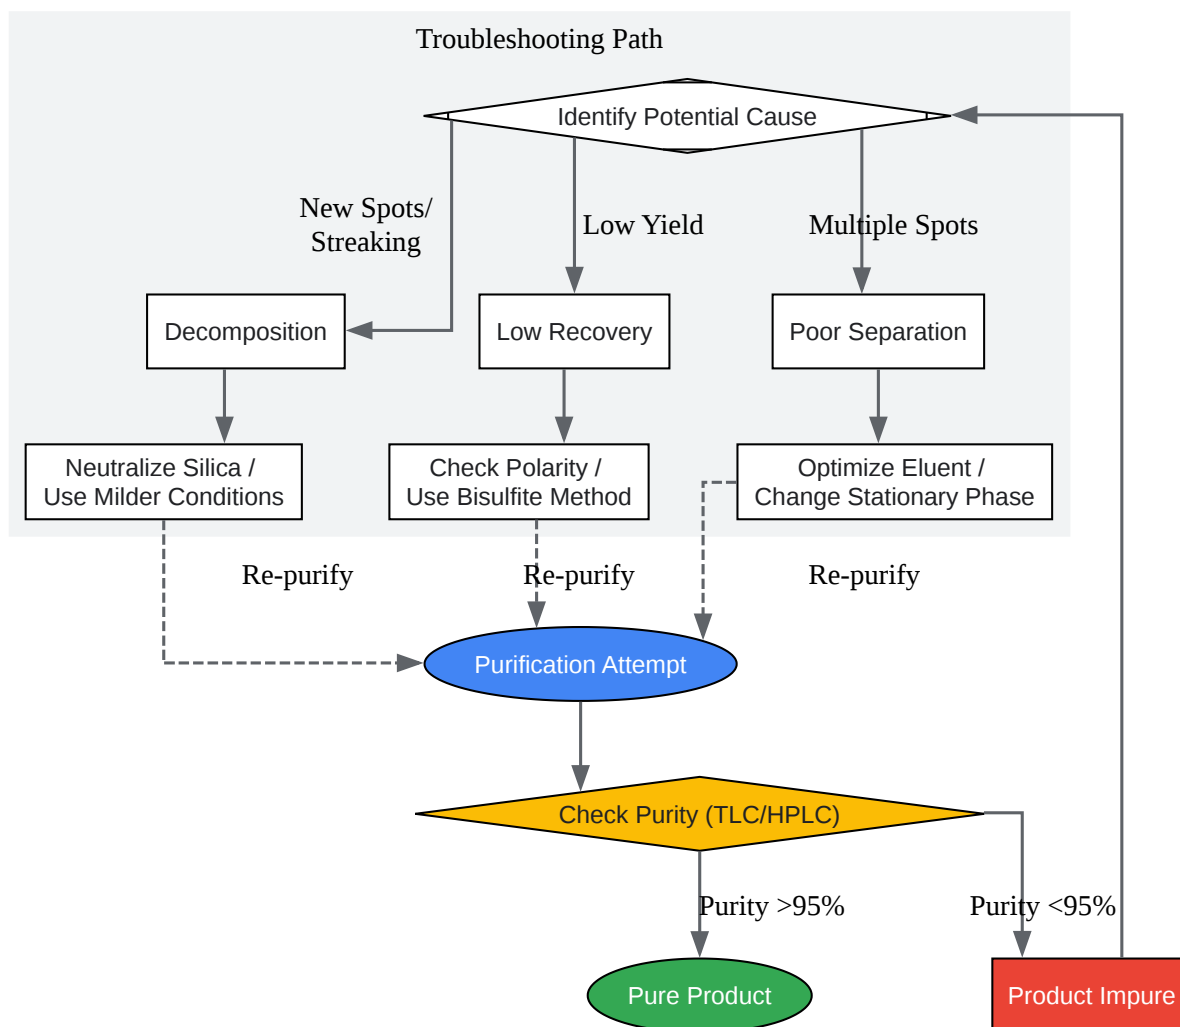 Troubleshooting Path
Identify Potential Cause
New Spots/
Streaking
Low Yield
Multiple Spots
Decomposition
Low Recovery
Poor Separation
Neutralize Silica /
Use Milder Conditions
Check Polarity /
Use Bisulfite Method
Optimize Eluent /
Change Stationary Phase
Re-purify
Re-purify
Re-purify
Purification Attempt
Check Purity (TLC/HPLC)
Purity >95%
Purity <95%
Pure Product
Product Impure